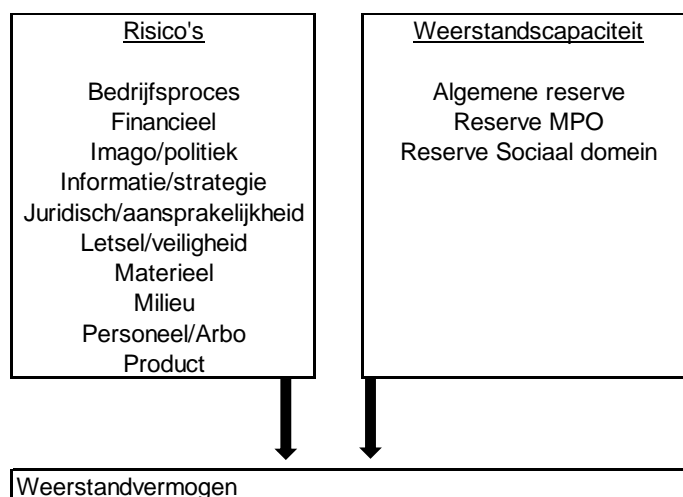 Risico's
Bedrijfsproces
Financieel
Imago/politiek
Informatie/strategie
Juridisch/aansprakelijkheid
Letsel/veiligheid
Materieel
Milieu
Personeel/Arbo
Product
Weerstandscapaciteit
Algemene reserve
Reserve MPO
Reserve Sociaal domein
Weerstandvermogen